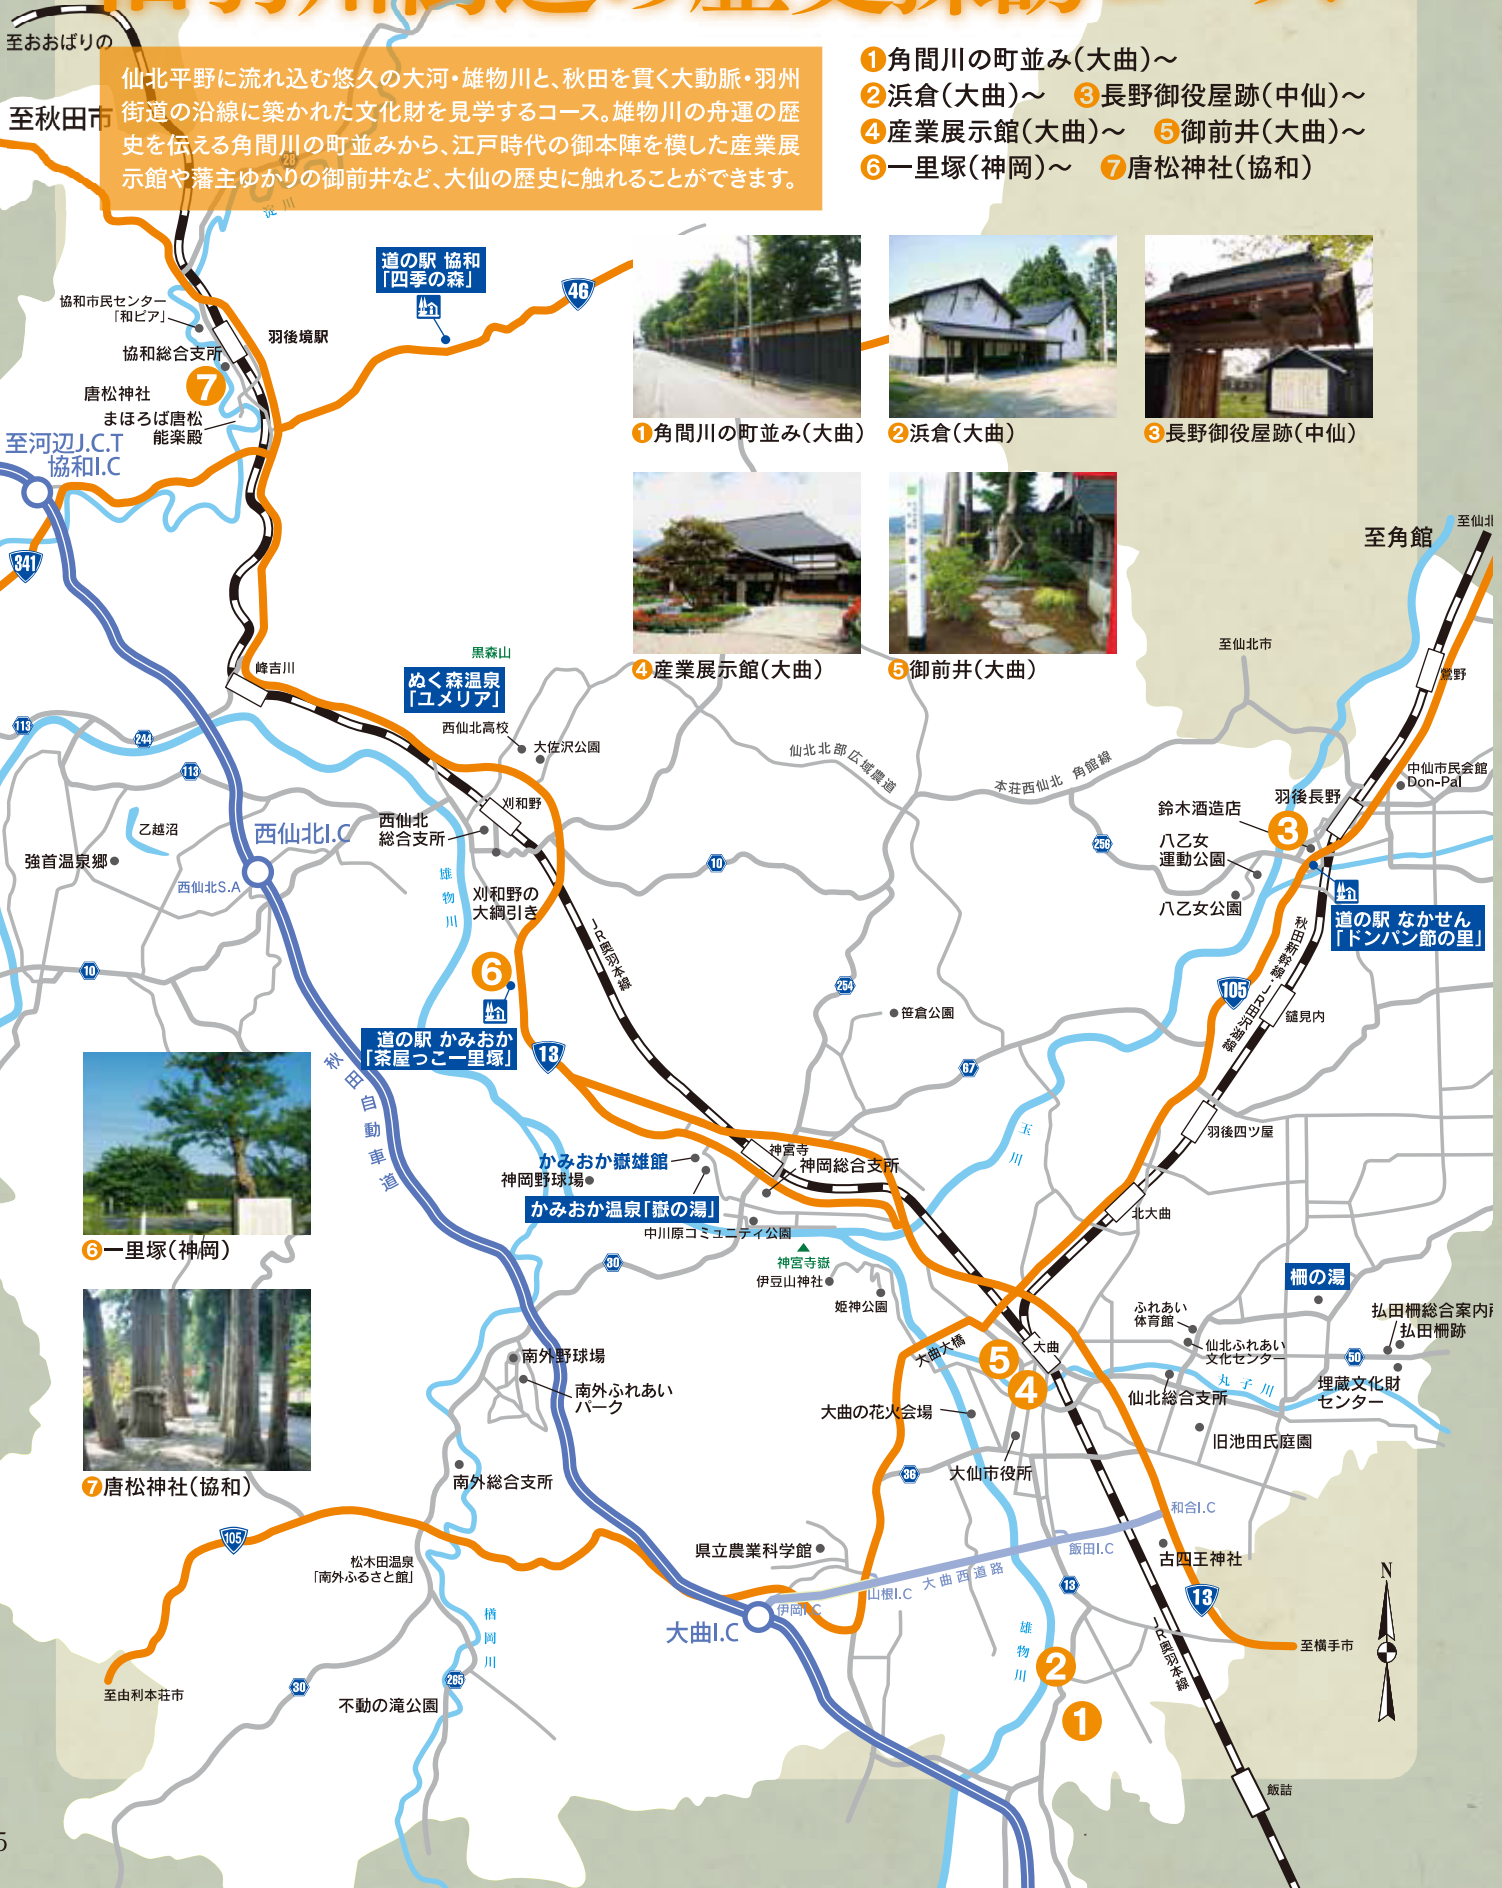 至おおばりの
至秋田市
仙北平野に流れ込む悠久の大河・雄物川と、秋田を貫く大動脈・羽州
街道の沿線に築かれた文化財を見学するコース。雄物川の舟運の歴
史を伝える角間川の町並みから、江戸時代の御本陣を模した産業展
示館や藩主ゆかりの御前井など、大仙の歴史に触れることができます。
❶角間川の町並み(大曲)～
❷浜倉(大曲)～ ❸長野御役屋跡(中仙)～
❹産業展示館(大曲)～ ❺御前井(大曲)～
❻一里塚(神岡)～ ❼唐松神社(協和)
28
淀川
道の駅 協和
「四季の森」
46
協和市民センター
「和ピア」
羽後境駅
協和総合支所
7
唐松神社
まほろば唐松
能楽殿
至河辺J.C.T
協和I.C
341
❶角間川の町並み(大曲)
❷浜倉(大曲)
❸長野御役屋跡(中仙)
❹産業展示館(大曲)
❺御前井(大曲)
至角館
至仙北
至仙北市
鶯野
峰吉川
黒森山
ぬく森温泉
「ユメリア」
西仙北高校
大佐沢公園
113
244
113
仙北北部広域農道
本荘西仙北 角館線
中仙市民会館
Don-Pal
羽後長野
鈴木酒造店
3
八乙女
運動公園
八乙女公園
256
道の駅 なかせん
「ドンパン節の里」
乙越沼
強首温泉郷
西仙北I.C
西仙北S.A
刈和野
西仙北
総合支所
10
雄物川
刈和野の
大綱引き
JR奥羽本線
秋田新幹線・JR田沢湖線
10
6
254
105
鑓見内
笹倉公園
道の駅 かみおか
「茶屋っこ一里塚」
13
67
秋田自動車道
玉川
羽後四ツ屋
神宮寺
かみおか嶽雄館
神岡総合支所
神岡野球場
かみおか温泉「嶽の湯」
北大曲
中川原コミュニティ公園
❻一里塚(神岡)
30
神宮寺嶽
伊豆山神社
姫神公園
柵の湯
ふれあい
体育館
払田柵総合案内所
払田柵跡
大曲大橋
大曲
仙北ふれあい
文化センター
50
5
4
丸子川
仙北総合支所
埋蔵文化財
センター
南外野球場
南外ふれあい
パーク
大曲の花火会場
旧池田氏庭園
36
大仙市役所
南外総合支所
❼唐松神社(協和)
和合I.C
105
県立農業科学館
飯田I.C
古四王神社
松木田温泉
「南外ふるさと館」
大曲西道路
山根I.C
伊岡I.C
13
13
N
楢岡川
大曲I.C
雄物川
JR奥羽本線
至横手市
2
至由利本荘市
30
265
不動の滝公園
1
飯詰
5